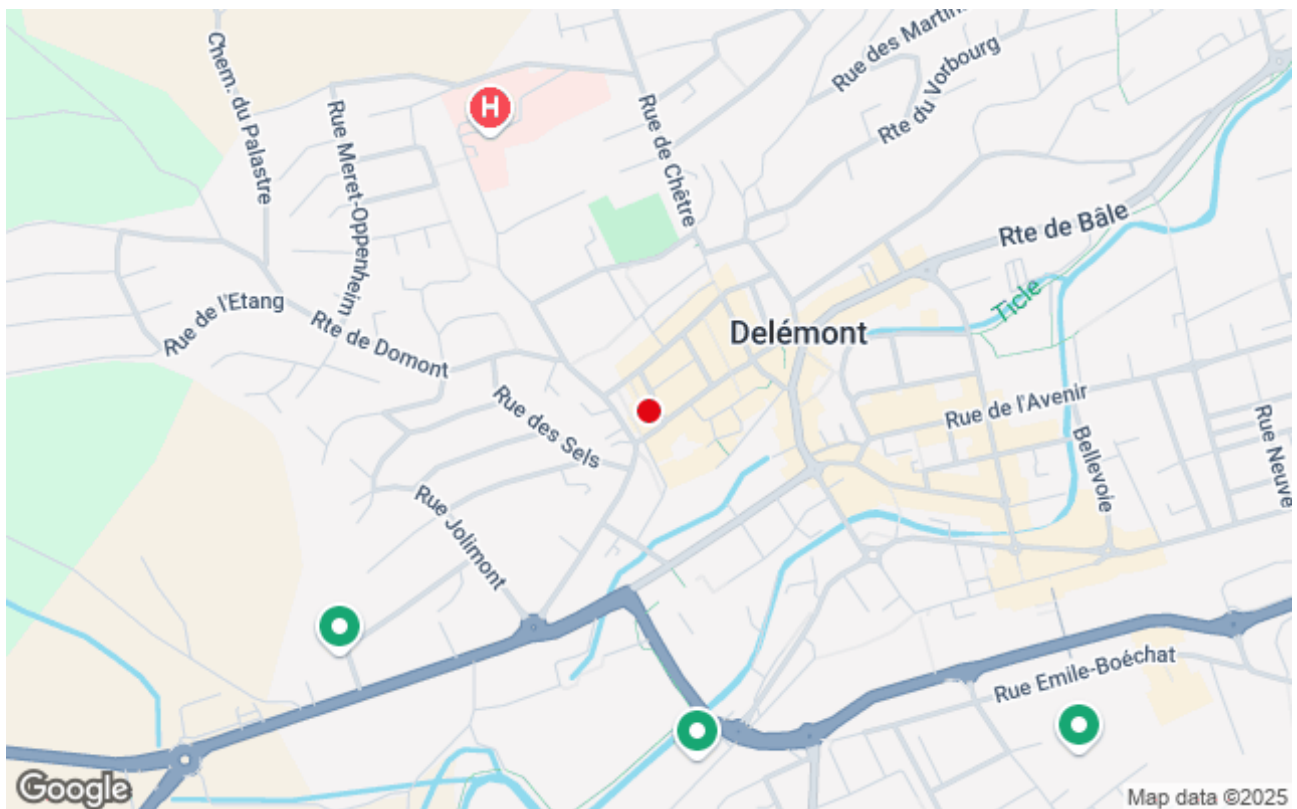 Rue des Martin
Chem. du Palastre
Rue Meret-Oppenheim
H
Rue de Chêtre
Rte du Vorbourg
Rte de Bâle
Ticle
Rue de l'Etang
Rte de Domont
Delémont
Rue des Sels
Rue de l'Avenir
Rue Neuve
Bellevoie
Rue Jolimont
Rue Emile-Boéchat
Google
Map data ©2025